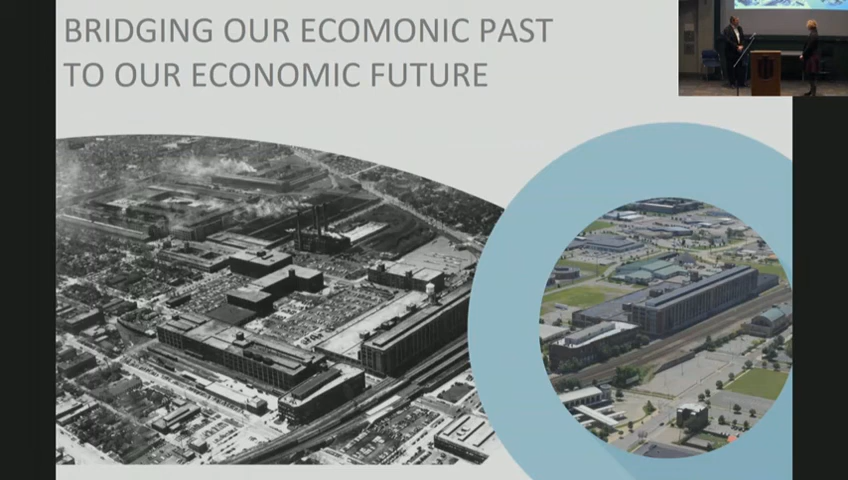 BRIDGING OUR ECOMONIC PAST
TO OUR ECONOMIC FUTURE